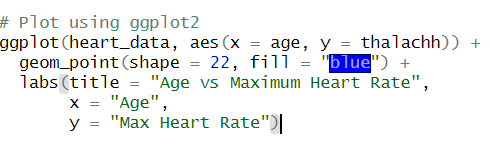 # Plot using ggplot2
ggplot(heart_data, aes(x = age, y = thalachh)) +
  geom_point(shape = 22, fill = "blue") +
  labs(title = "Age vs Maximum Heart Rate",
       x = "Age",
       y = "Max Heart Rate")